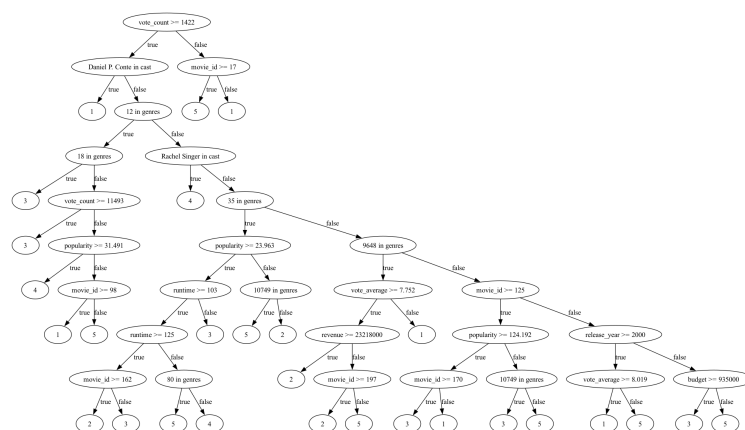 vote_count >= 1422
true false
Daniel P. Conte in cast movie_id >= 17
true false true false
1 12 in genres 5 1
true false
18 in genres Rachel Singer in cast
true false true false
3 vote_count >= 11493 4 35 in genres
true false true false
3 popularity >= 31.491 popularity >= 23.963 9648 in genres
true false true false true false
4 movie_id >= 98 runtime >= 103 10749 in genres vote_average >= 7.752 movie_id >= 125
true false true false true false true false true false
1 5 runtime >= 125 3 5 2 revenue >= 23218000 1 popularity >= 124.192 release_year >= 2000
true false true false true false true false
movie_id >= 162 80 in genres 2 movie_id >= 197 movie_id >= 170 10749 in genres vote_average >= 8.019 budget >= 935000
true false true false true false true false true false true false true false
2 3 5 4 2 5 3 1 3 5 1 5 3 5